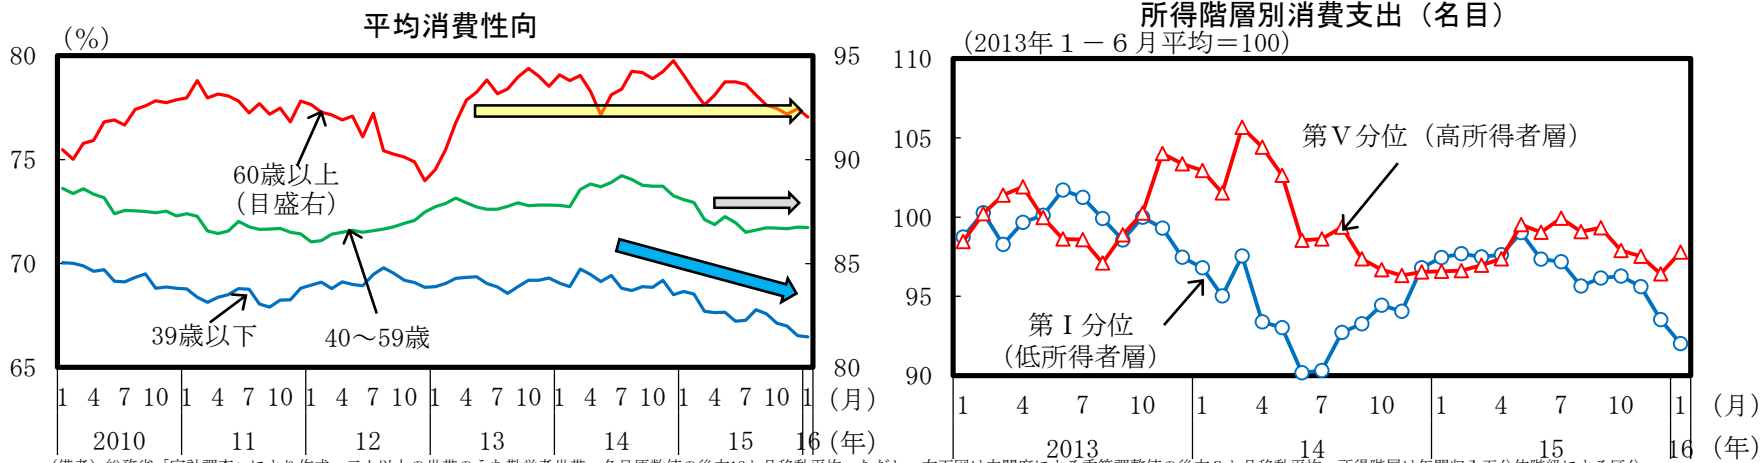 平均消費性向
(％)
80
75
70
65
95
90
85
80
60歳以上
(目盛右)
39歳以下
40～59歳
1 4 7 10 1 4 7 10 1 4 7 10 1 4 7 10 1 4 7 10 1 4 7 10 1 (月)
2010 11 12 13 14 15 16 (年)
所得階層別消費支出（名目）
(2013年１－６月平均＝100)
110
105
100
95
90
第Ⅴ分位（高所得者層）
第Ⅰ分位
（低所得者層）
1 4 7 10 1 4 7 10 1 4 7 10 1 (月)
2013 14 15 16 (年)